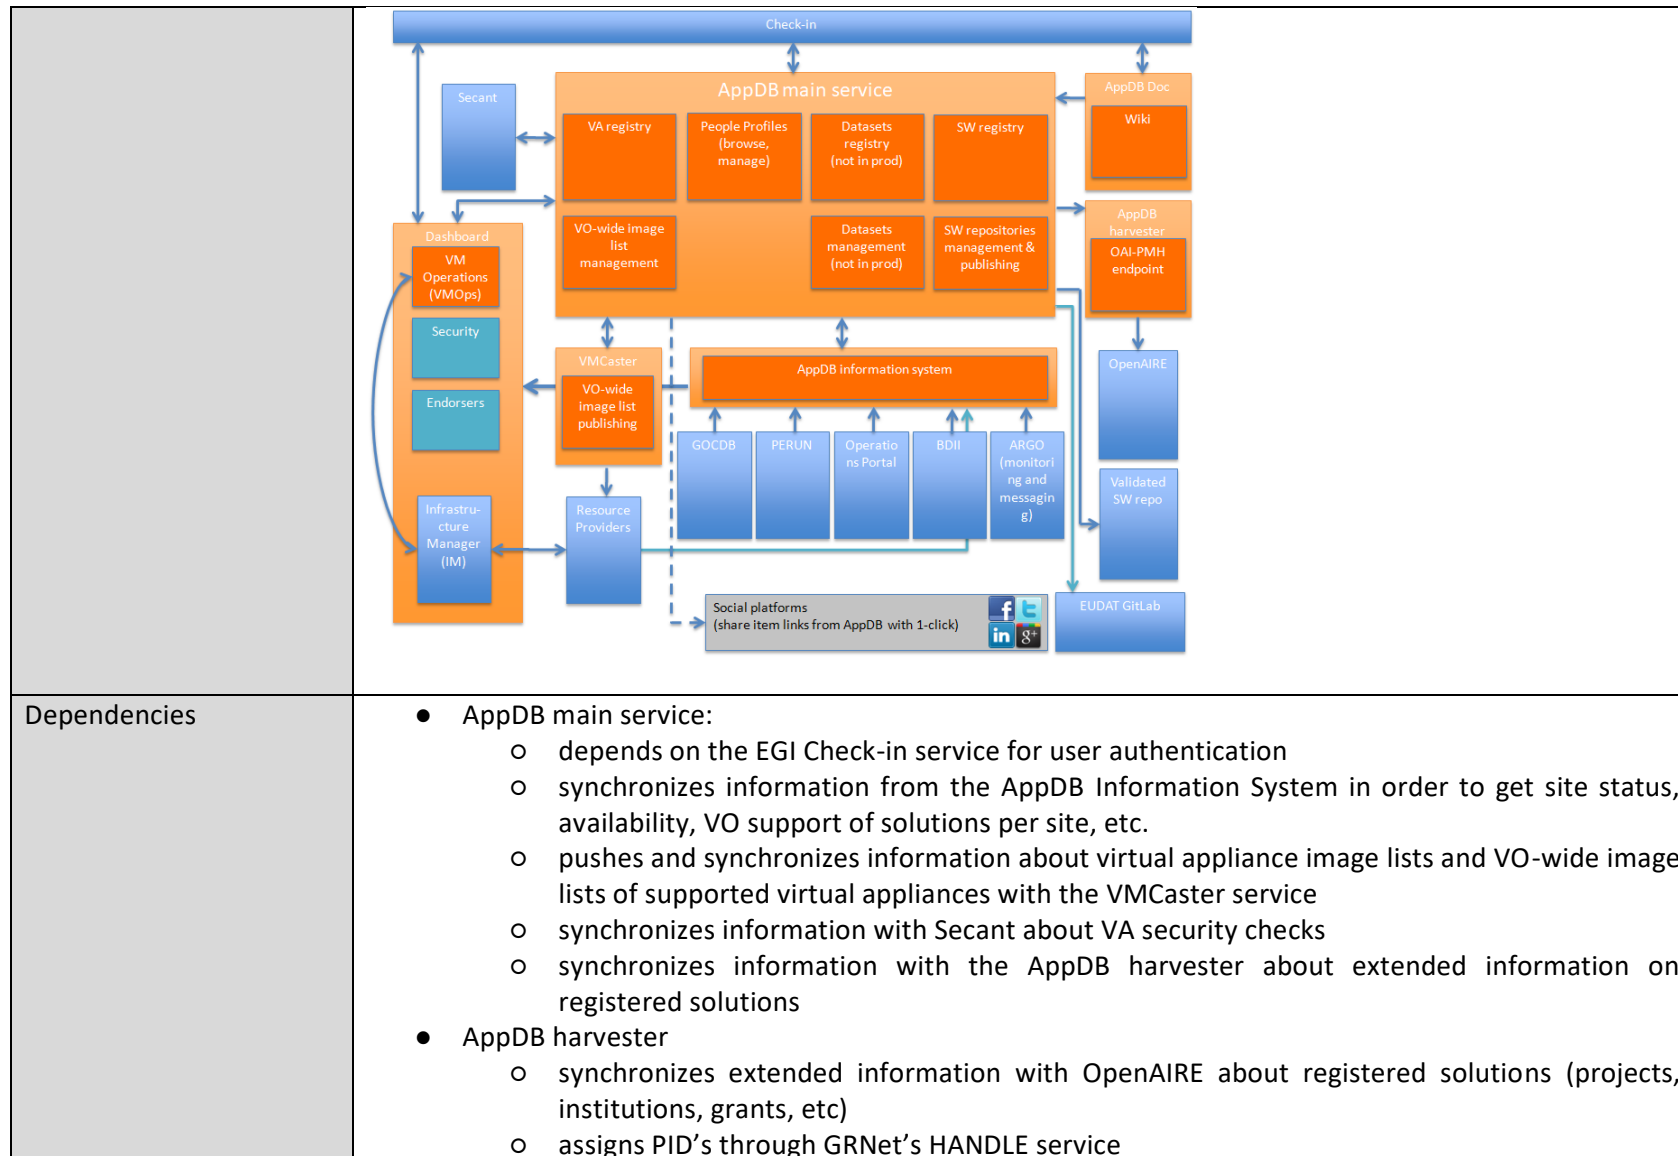 Check-in
Secant
AppDB main service
AppDB Doc
VA registry
People Profiles
(browse,
manage)
Datasets
registry
(not in prod)
SW registry
Wiki
VO-wide image
list
management
Datasets
management
(not in prod)
SW repositories
management &
publishing
AppDB
harvester
OAI-PMH
endpoint
Dashboard
VM
Operations
(VMOps)
Security
Endorsers
VMCaster
VO-wide
Image list
publishing
AppDB information system
OpenAIRE
GOCDB
PERUN
Operatio
ns Portal
BDII
ARGO
(monitori
ng and
messagin
g)
Validated
SW repo
Infrastru-
cture
Manager
(IM)
Resource
Providers
Social platforms
(share item links from AppDB with 1-click)
f
t
in
g+
EUDAT GitLab
Dependencies
● AppDB main service:
○ depends on the EGI Check-in service for user authentication
○ synchronizes information from the AppDB Information System in order to get site status,
availability, VO support of solutions per site, etc.
○ pushes and synchronizes information about virtual appliance image lists and VO-wide image
lists of supported virtual appliances with the VMCaster service
○ synchronizes information with Secant about VA security checks
○ synchronizes information with the AppDB harvester about extended information on
registered solutions
● AppDB harvester
○ synchronizes extended information with OpenAIRE about registered solutions (projects,
institutions, grants, etc)
○ assigns PID’s through GRNet’s HANDLE service